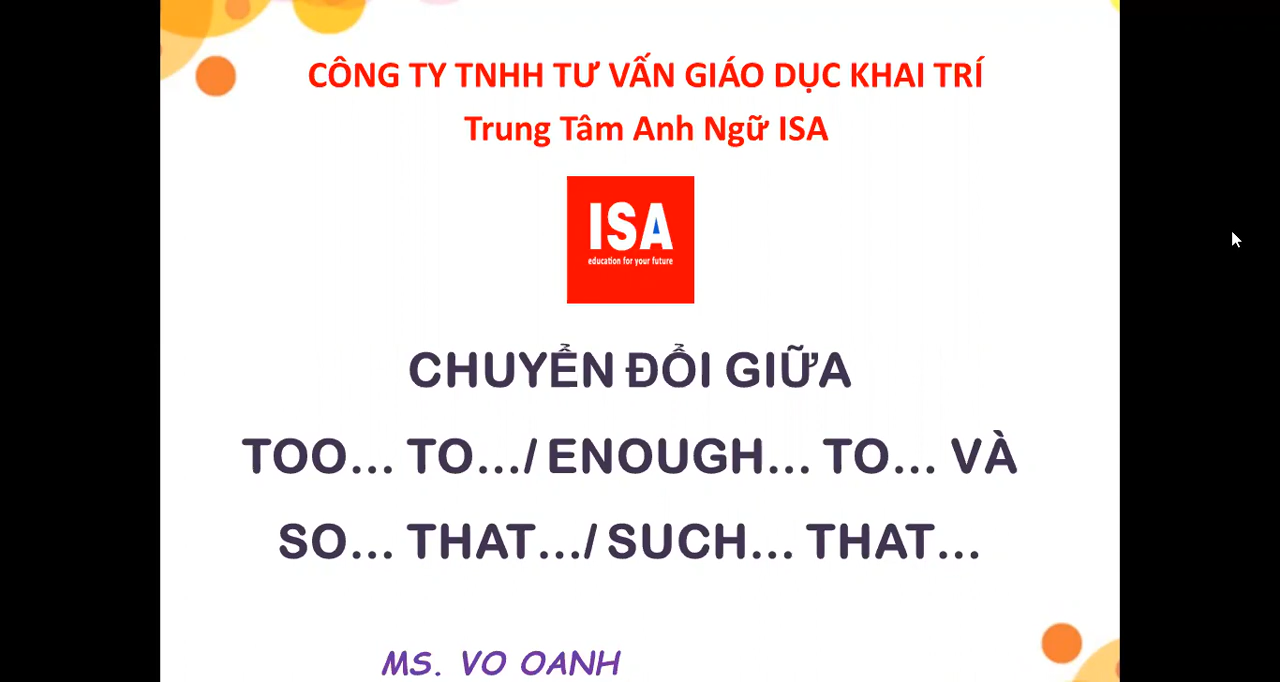 CÔNG TY TNHH TƯ VẤN GIÁO DỤC KHAI TRÍ
Trung Tâm Anh Ngữ ISA
ISA
education for your future
CHUYỂN ĐỔI GIỮA
TOO... TO.../ ENOUGH... TO... VÀ
SO... THAT.../ SUCH... THAT...
MS. VO OANH